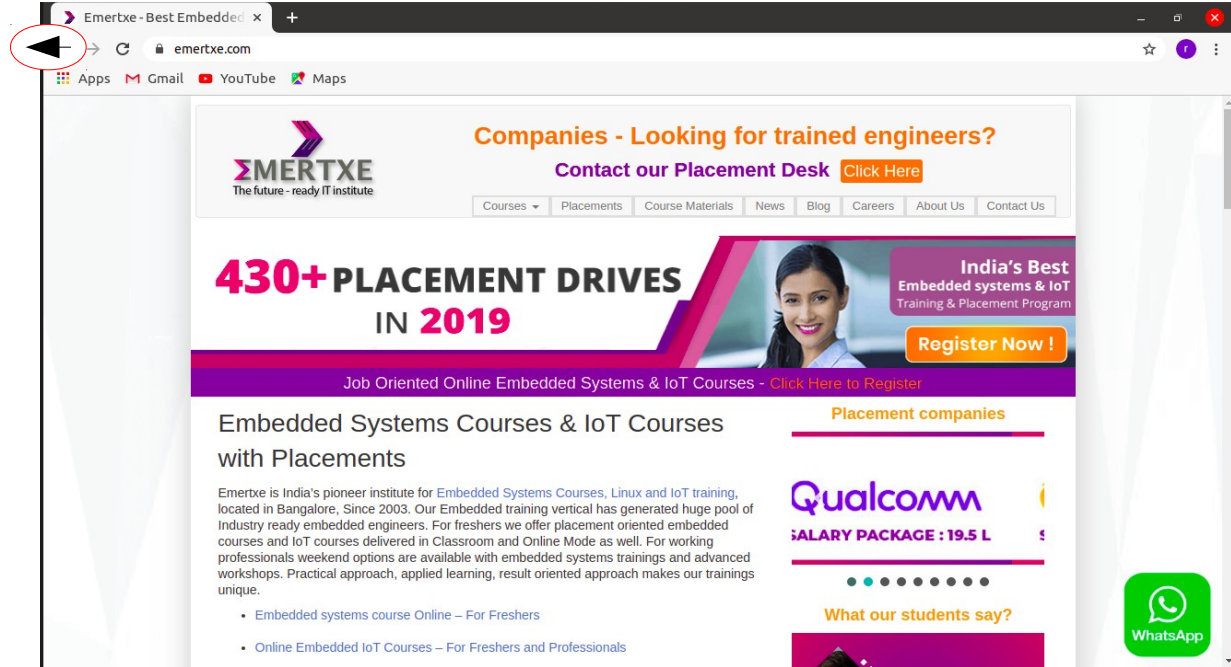 Emertxe - Best Embedded
emertxe.com
r
Apps Gmail YouTube Maps
EMERTXE
The future - ready IT institute
Companies - Looking for trained engineers?
Contact our Placement Desk Click Here
Courses Placements Course Materials News Blog Careers About Us Contact Us
430+ PLACEMENT DRIVES
IN 2019
India's Best
Embedded systems & IoT
Training & Placement Program
Register Now !
Job Oriented Online Embedded Systems & IoT Courses - Click Here to Register
Embedded Systems Courses & IoT Courses
with Placements
Emertxe is India's pioneer institute for Embedded Systems Courses, Linux and IoT training,
located in Bangalore, Since 2003. Our Embedded training vertical has generated huge pool of
Industry ready embedded engineers. For freshers we offer placement oriented embedded
courses and IoT courses delivered in Classroom and Online Mode as well. For working
professionals weekend options are available with embedded systems trainings and advanced
workshops. Practical approach, applied learning, result oriented approach makes our trainings
unique.
• Embedded systems course Online – For Freshers
• Online Embedded IoT Courses – For Freshers and Professionals
Placement companies
Qualcomm
SALARY PACKAGE : 19.5 L
What our students say?
WhatsApp